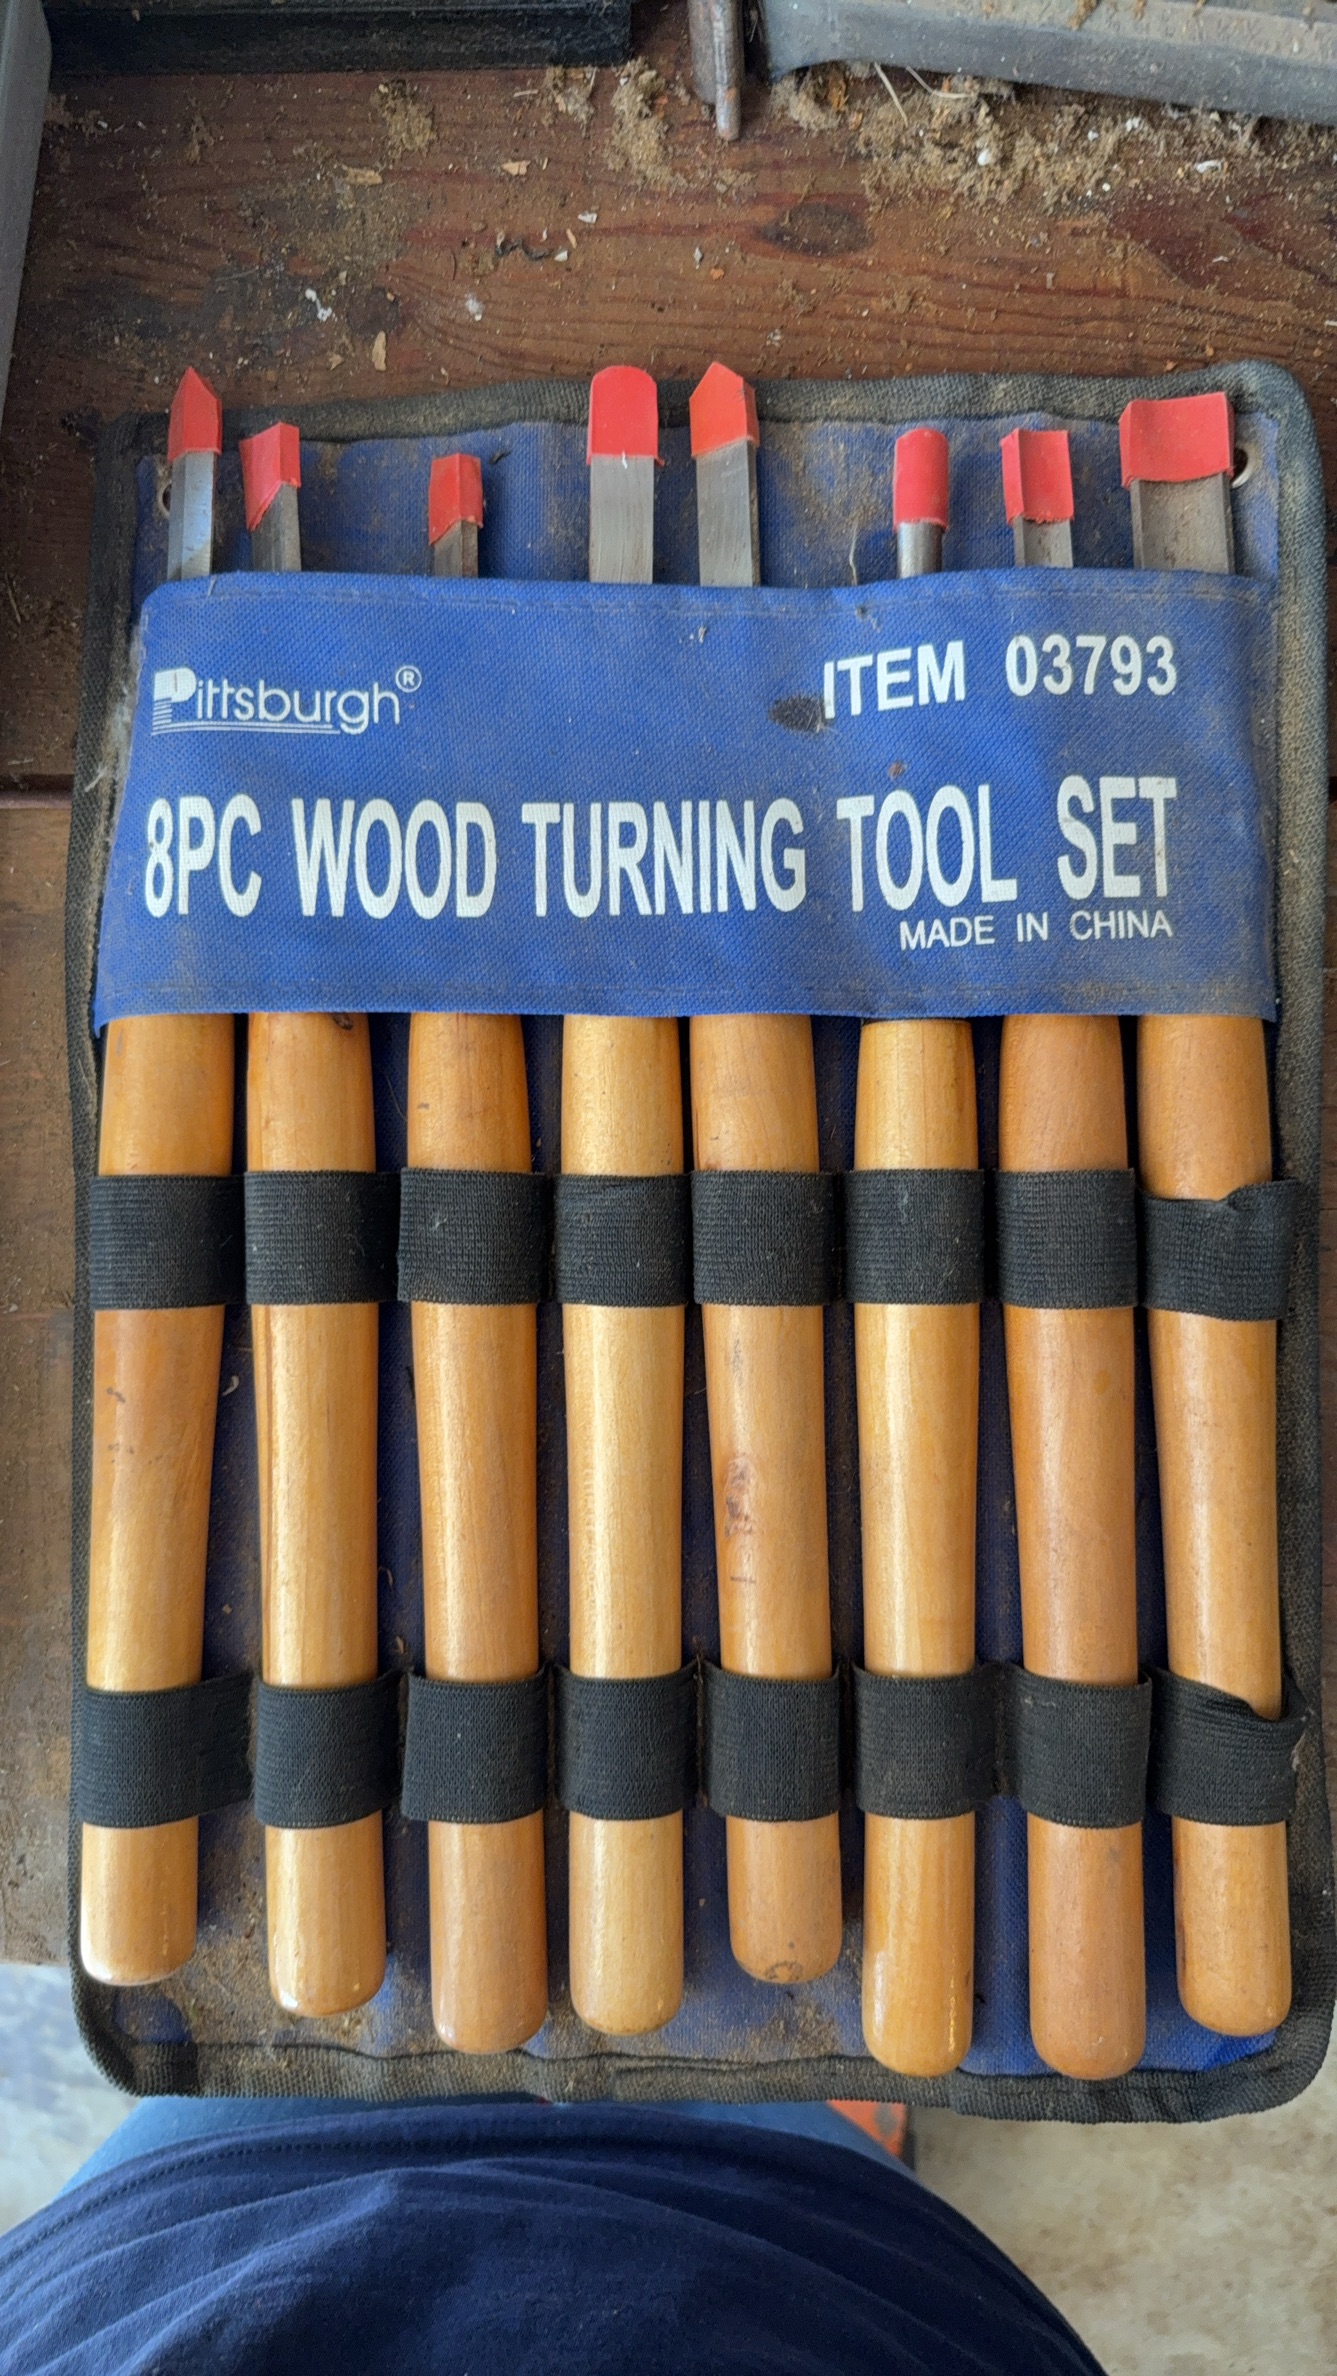 Pittsburgh®
ITEM 03793
8PC WOOD TURNING TOOL SET
MADE IN CHINA